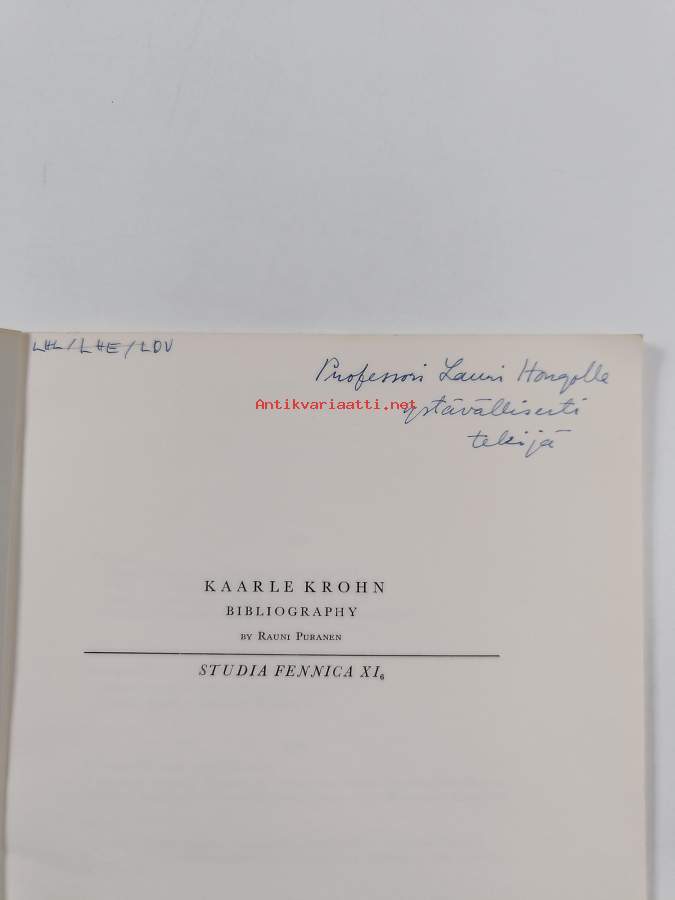 LHL/LHE/LDV
Professori Lauri Hongolle
ystävällisesti
tekijä
Antikvariaatti.net
KAARLE KROHN
BIBLIOGRAPHY
BY RAUNI PURANEN
STUDIA FENNICA XI₆